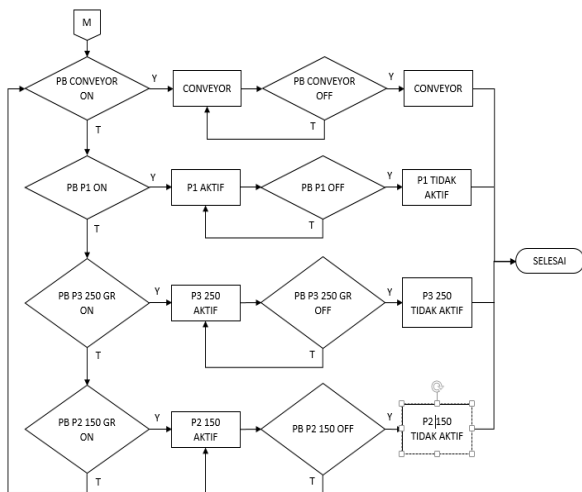 M
PB CONVEYOR
ON
Y
CONVEYOR
PB CONVEYOR
OFF
Y
CONVEYOR
T
T
PB P1 ON
Y
P1 AKTIF
PB P1 OFF
Y
P1 TIDAK
AKTIF
T
T
SELESAI
PB P3 250 GR
ON
Y
P3 250
AKTIF
PB P3 250 GR
OFF
Y
P3 250
TIDAK AKTIF
T
T
PB P2 150 GR
ON
Y
P2 150
AKTIF
PB P2 150 OFF
Y
P2 150
TIDAK AKTIF
T
T